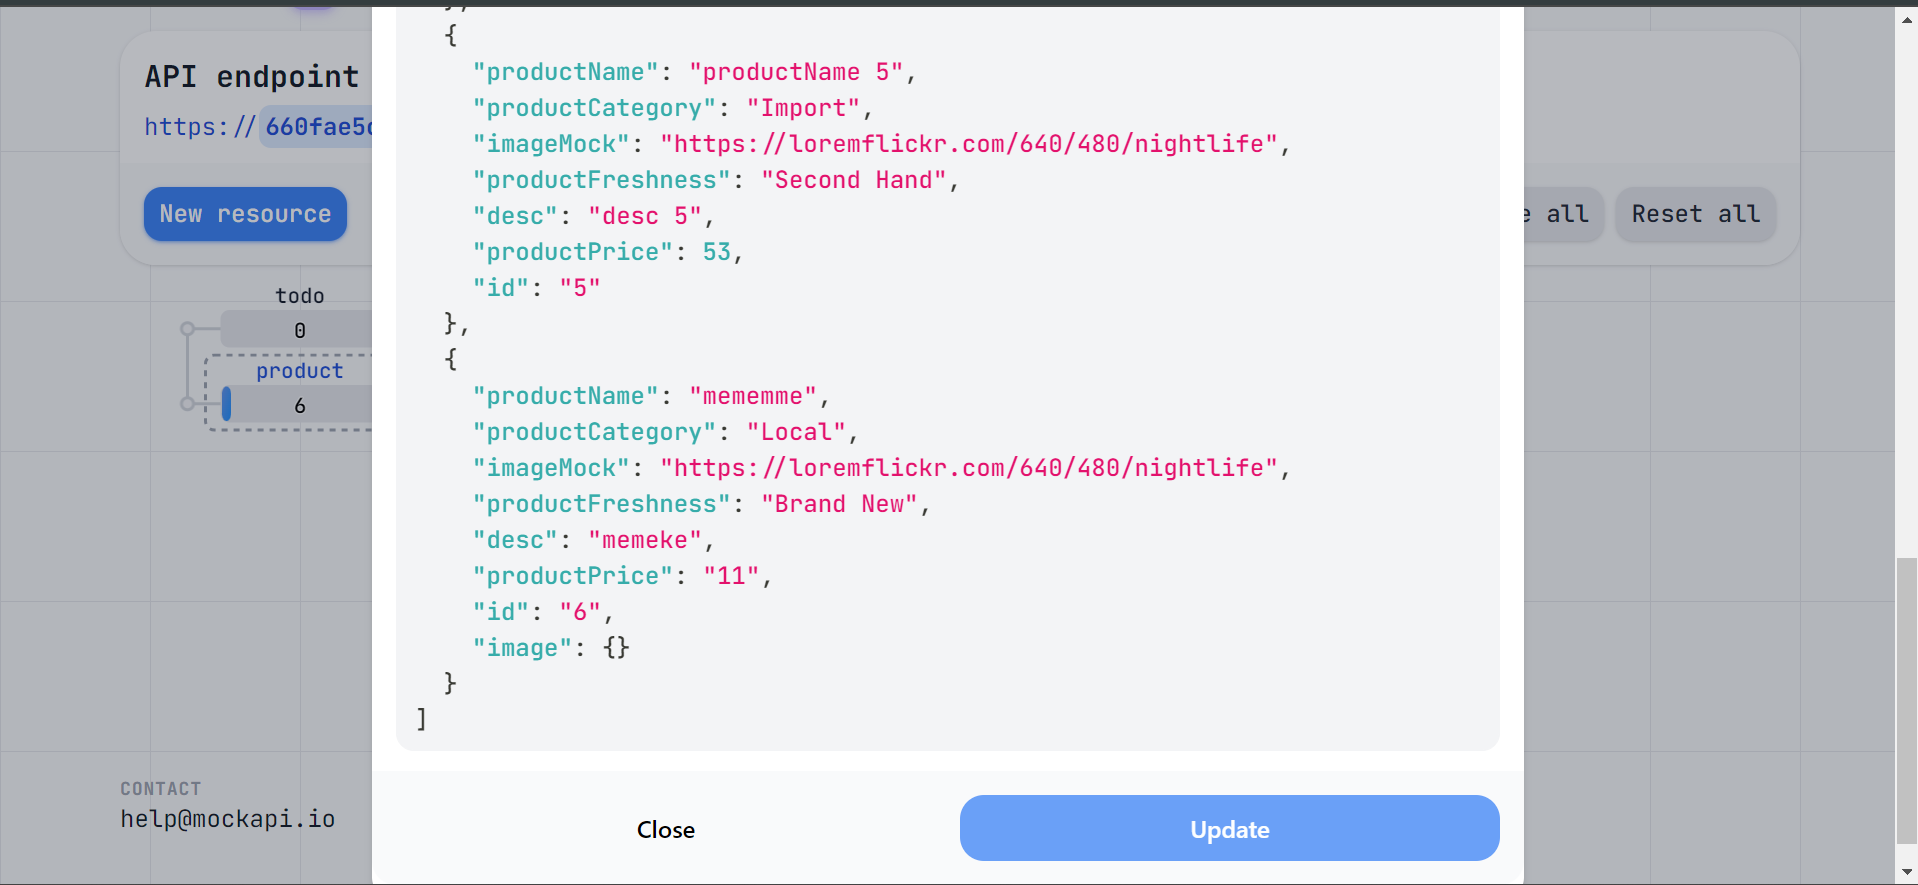 API endpoint
https://660fae5
New resource
todo
0
product
6
CONTACT
help@mockapi.io
{
"productName": "productName 5",
"productCategory": "Import",
"imageMock": "https://loremflickr.com/640/480/nightlife",
"productFreshness": "Second Hand",
"desc": "desc 5",
"productPrice": 53,
"id": "5"
},
{
"productName": "mememme",
"productCategory": "Local",
"imageMock": "https://loremflickr.com/640/480/nightlife",
"productFreshness": "Brand New",
"desc": "memeke",
"productPrice": "11",
"id": "6",
"image": {}
}
]
Close
Update
all
Reset all